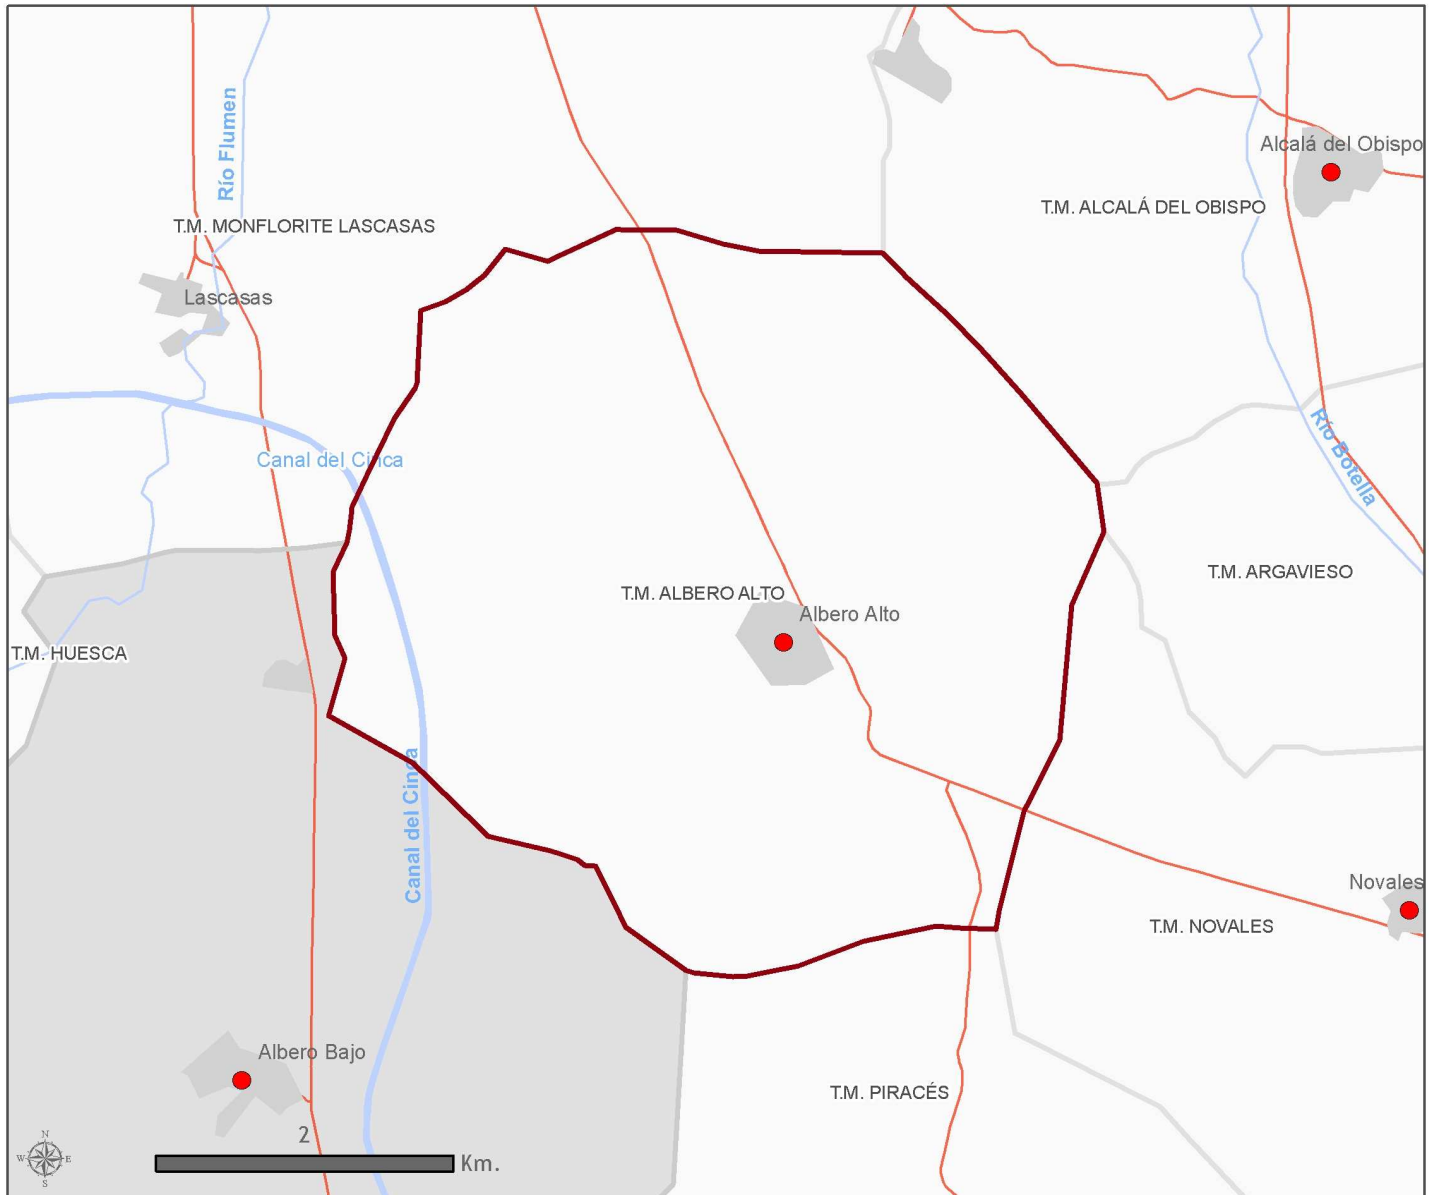 Río Flumen
Alcalá del Obispo
T.M. ALCALÁ DEL OBISPO
T.M. MONFLORITE LASCASAS
Lascasas
Canal del Cinca
Río Botella
T.M. ARGAVIESO
T.M. ALBERO ALTO
Albero Alto
T.M. HUESCA
Canal del Cinca
Novales
T.M. NOVALES
Albero Bajo
T.M. PIRACÉS
2
Km.
N
W
E
S